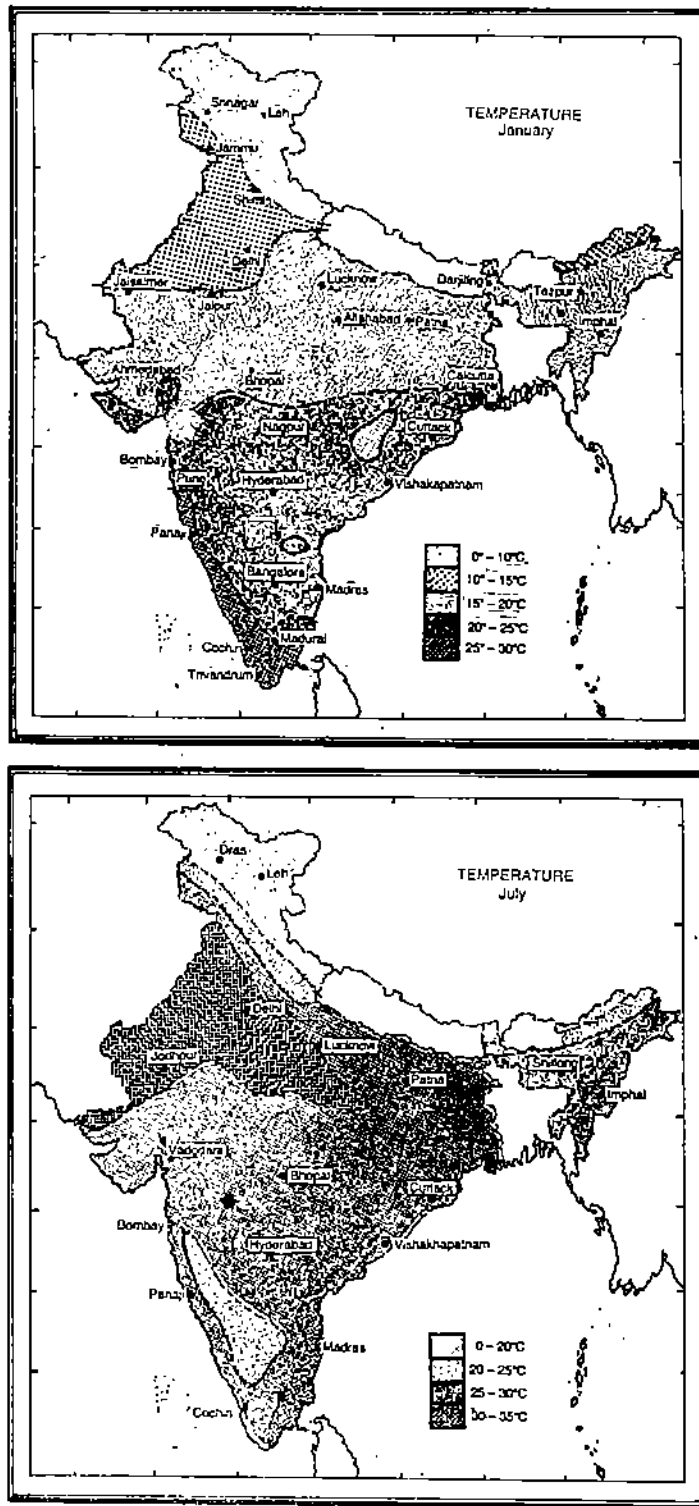 TEMPERATURE
January
Srinagar
Leh
Jammu
Shimla
Delhi
Jaisalmer
Jaipur
Lucknow
Darjiling
Tezpur
Imphal
Allahabad
Patna
Ahmedabad
Bhopal
Calcutta
Nagpur
Cuttack
Bombay
Pune
Hyderabad
Vishakapatnam
Panaji
Bangalore
Madras
Cochin
Madurai
Trivandrum
0° – 10°C
10° – 15°C
15° – 20°C
20° – 25°C
25° – 30°C
TEMPERATURE
July
Dras
Leh
Delhi
Jodhpur
Lucknow
Patna
Shillong
Imphal
Vadodara
Bhopal
Cuttack
Bombay
Hyderabad
Vishakhapatnam
Panaji
Madras
Cochin
0 – 20°C
20 – 25°C
25 – 30°C
30 – 35°C